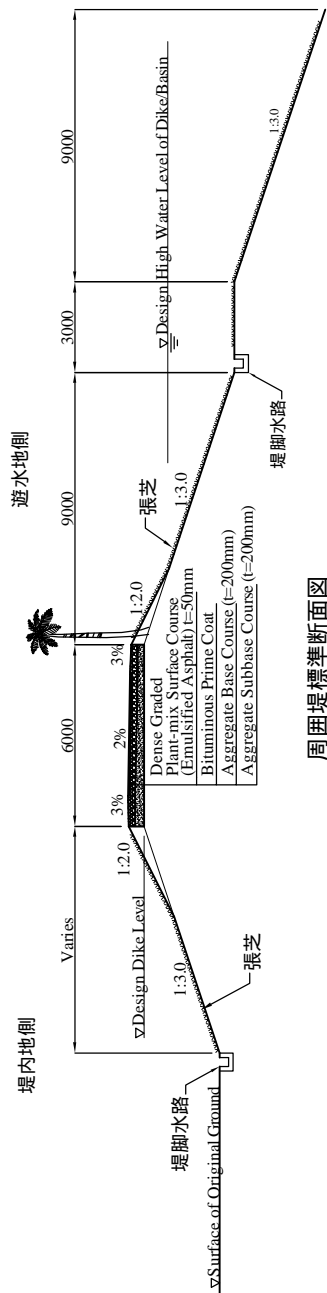 堤内地側
遊水地側
Varies
6000
9000
3000
9000
3%
2%
3%
1:2.0
1:2.0
▽Design High Water Level of Dike/Basin
▽Design Dike Level
1:3.0
張芝
1:3.0
張芝
1:3.0
Dense Graded
Plant-mix Surface Course
(Emulsified Asphalt) t=50mm
Bituminous Prime Coat
Aggregate Base Course (t=200mm)
Aggregate Subbase Course (t=200mm)
堤脚水路
堤脚水路
▽Surface of Original Ground
周囲堤標準断面図